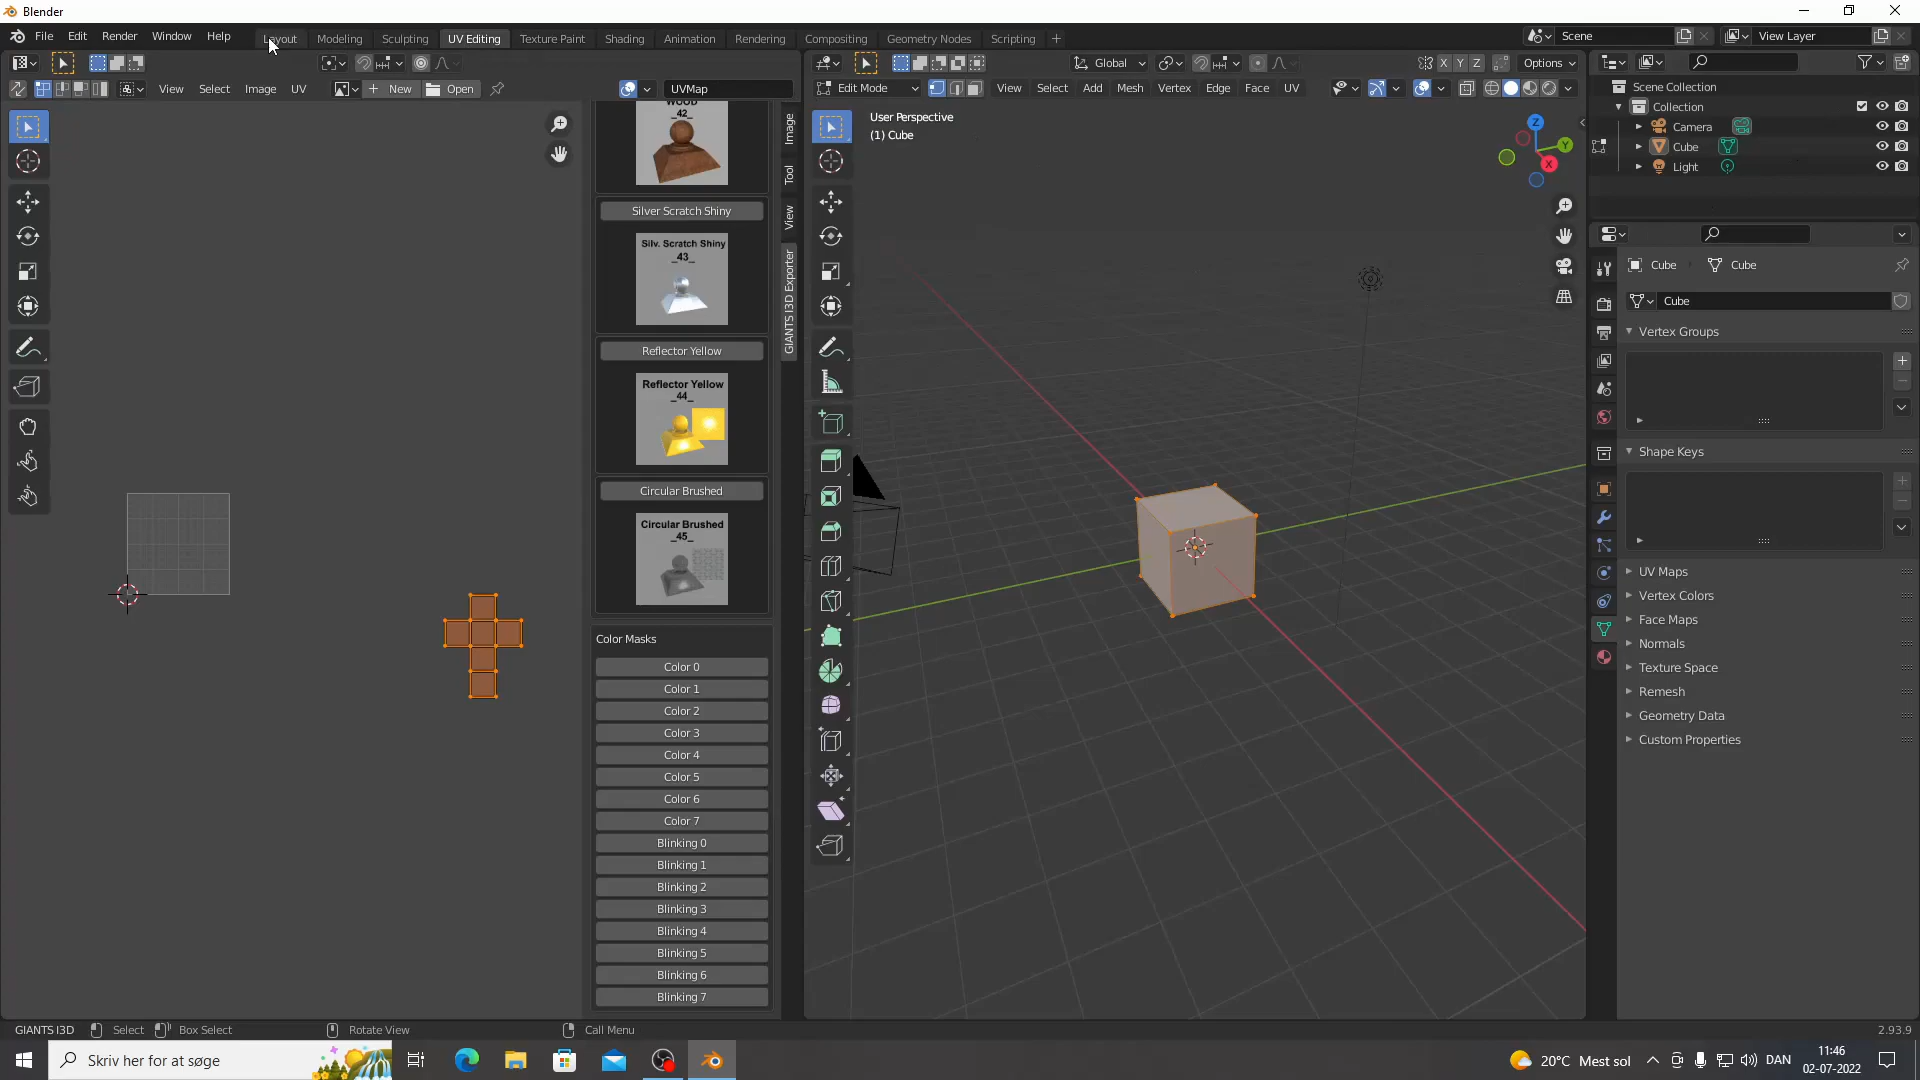 Blender
File Edit Render Window Help Layout Modeling Sculpting UV Editing Texture Paint Shading Animation Rendering Compositing Geometry Nodes Scripting + Scene View Layer
Global X Y Z Options
View Select Image UV New Open UVMap
Edit Mode View Select Add Mesh Vertex Edge Face UV
Scene Collection
Collection
Camera
Cube
Light
User Perspective
(1) Cube
Z
Y
X
WOOD
_42_
Silver Scratch Shiny
Silv. Scratch Shiny
_43_
Reflector Yellow
Reflector Yellow
_44_
Circular Brushed
Circular Brushed
_45_
Image
Tool
View
GIANTS I3D Exporter
Color Masks
Color 0
Color 1
Color 2
Color 3
Color 4
Color 5
Color 6
Color 7
Blinking 0
Blinking 1
Blinking 2
Blinking 3
Blinking 4
Blinking 5
Blinking 6
Blinking 7
Cube Cube
Cube
Vertex Groups
Shape Keys
UV Maps
Vertex Colors
Face Maps
Normals
Texture Space
Remesh
Geometry Data
Custom Properties
GIANTS I3D Select Box Select Rotate View Call Menu 2.93.9
Skriv her for at søge
20°C Mest sol DAN
11:46
02-07-2022